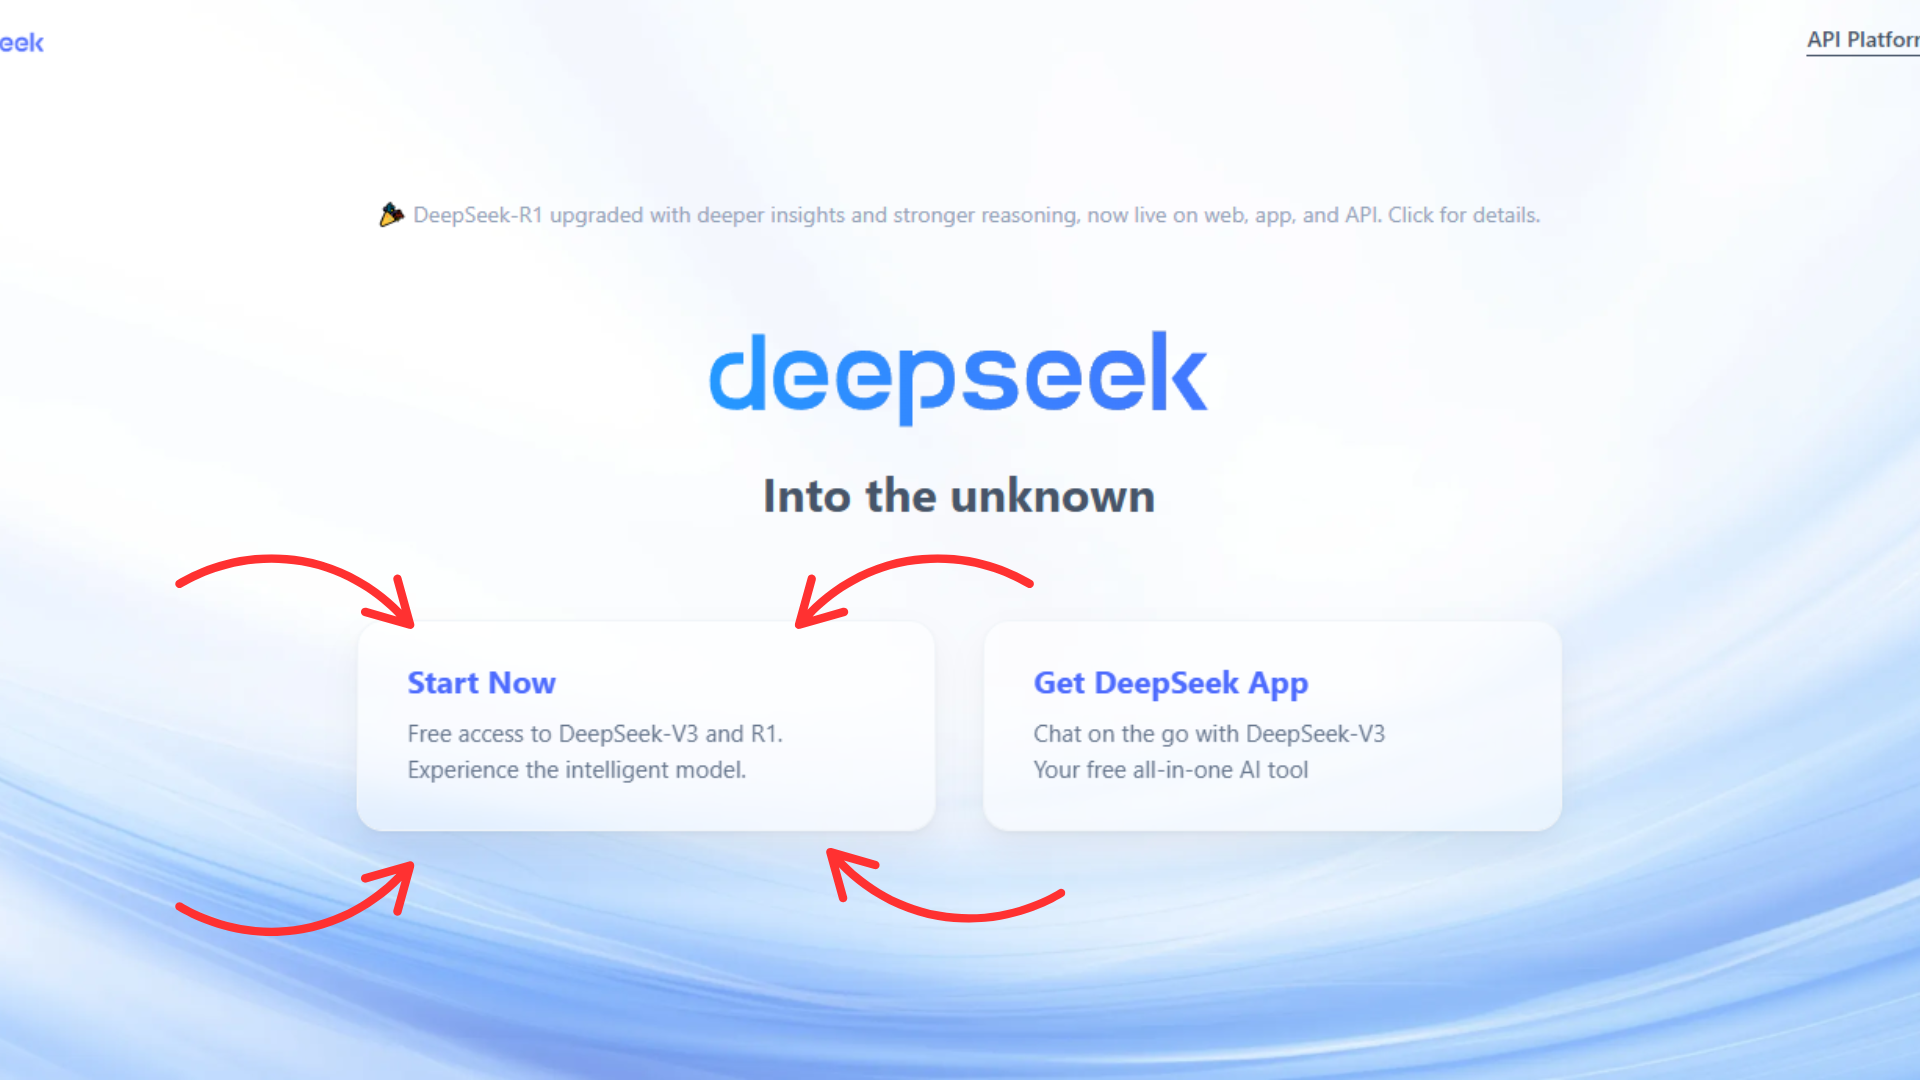 eek
API Platfor
DeepSeek-R1 upgraded with deeper insights and stronger reasoning, now live on web, app, and API. Click for details.
deepseek
Into the unknown
Start Now
Free access to DeepSeek-V3 and R1.
Experience the intelligent model.
Get DeepSeek App
Chat on the go with DeepSeek-V3
Your free all-in-one AI tool